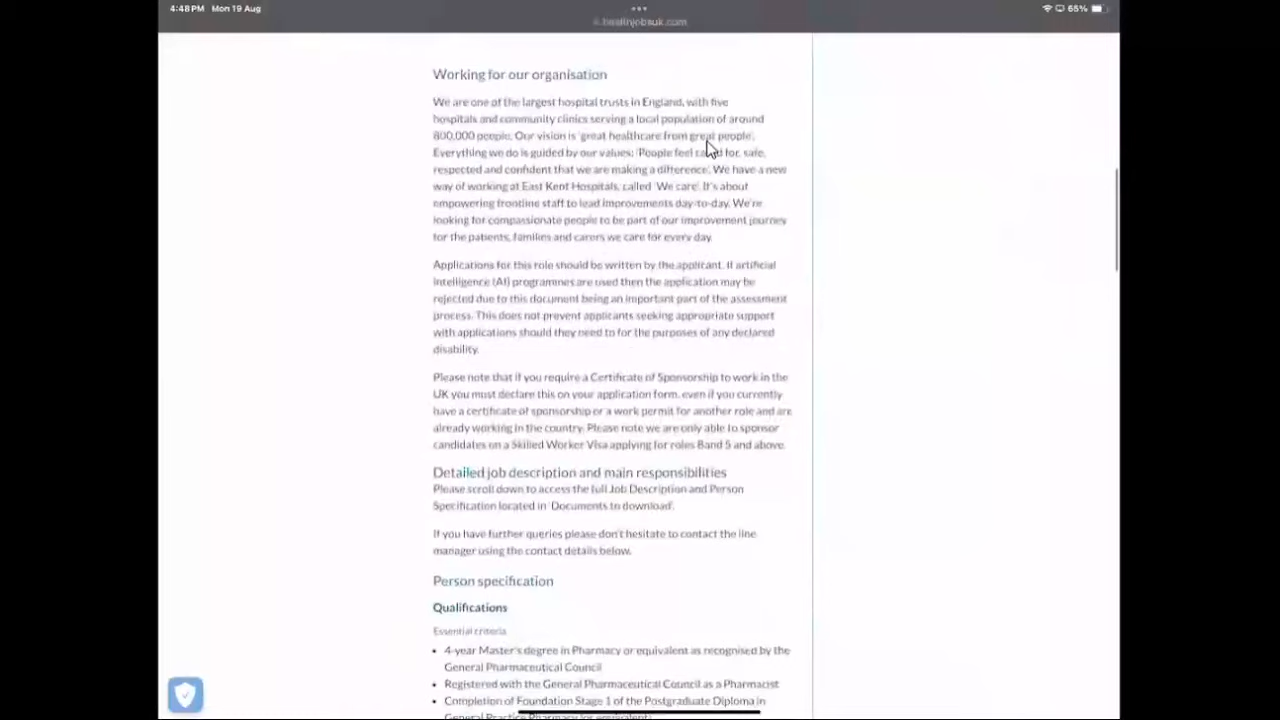 4:48 PM Mon 19 Aug
healthjobsuk.com
65%
Working for our organisation
We are one of the largest hospital trusts in England, with five
hospitals and community clinics serving a local population of around
800,000 people. Our vision is 'great healthcare from great people'.
Everything we do is guided by our values: 'People feel cared for, safe,
respected and confident that we are making a difference'. We have a new
way of working at East Kent Hospitals, called 'We care'. It's about
empowering frontline staff to lead improvements day-to-day. We're
looking for compassionate people to be part of our improvement journey
for the patients, families and carers we care for every day.
Applications for this role should be written by the applicant. If artificial
intelligence (AI) programmes are used then the application may be
rejected due to this document being an important part of the assessment
process. This does not prevent applicants seeking appropriate support
with applications should they need to for the purposes of any declared
disability.
Please note that if you require a Certificate of Sponsorship to work in the
UK you must declare this on your application form, even if you currently
have a certificate of sponsorship or a work permit for another role and are
already working in the country. Please note we are only able to sponsor
candidates on a Skilled Worker Visa applying for roles Band 5 and above.
Detailed job description and main responsibilities
Please scroll down to access the full Job Description and Person
Specification located in 'Documents to download'.
If you have further queries please don't hesitate to contact the line
manager using the contact details below.
Person specification
Qualifications
Essential criteria
• 4-year Master's degree in Pharmacy or equivalent as recognised by the
General Pharmaceutical Council
• Registered with the General Pharmaceutical Council as a Pharmacist
• Completion of Foundation Stage 1 of the Postgraduate Diploma in
General Practice Pharmacy (or equivalent)